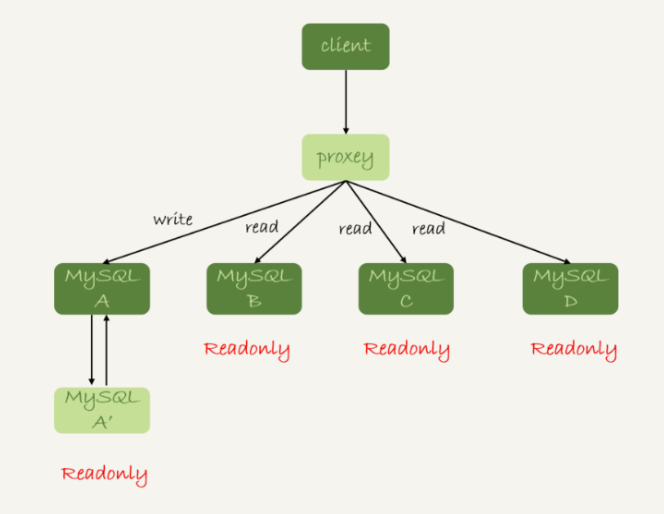 client
proxey
write
read
read
read
MySQL
A
MySQL
B
MySQL
C
MySQL
D
Readonly
Readonly
Readonly
MySQL
A'
Readonly